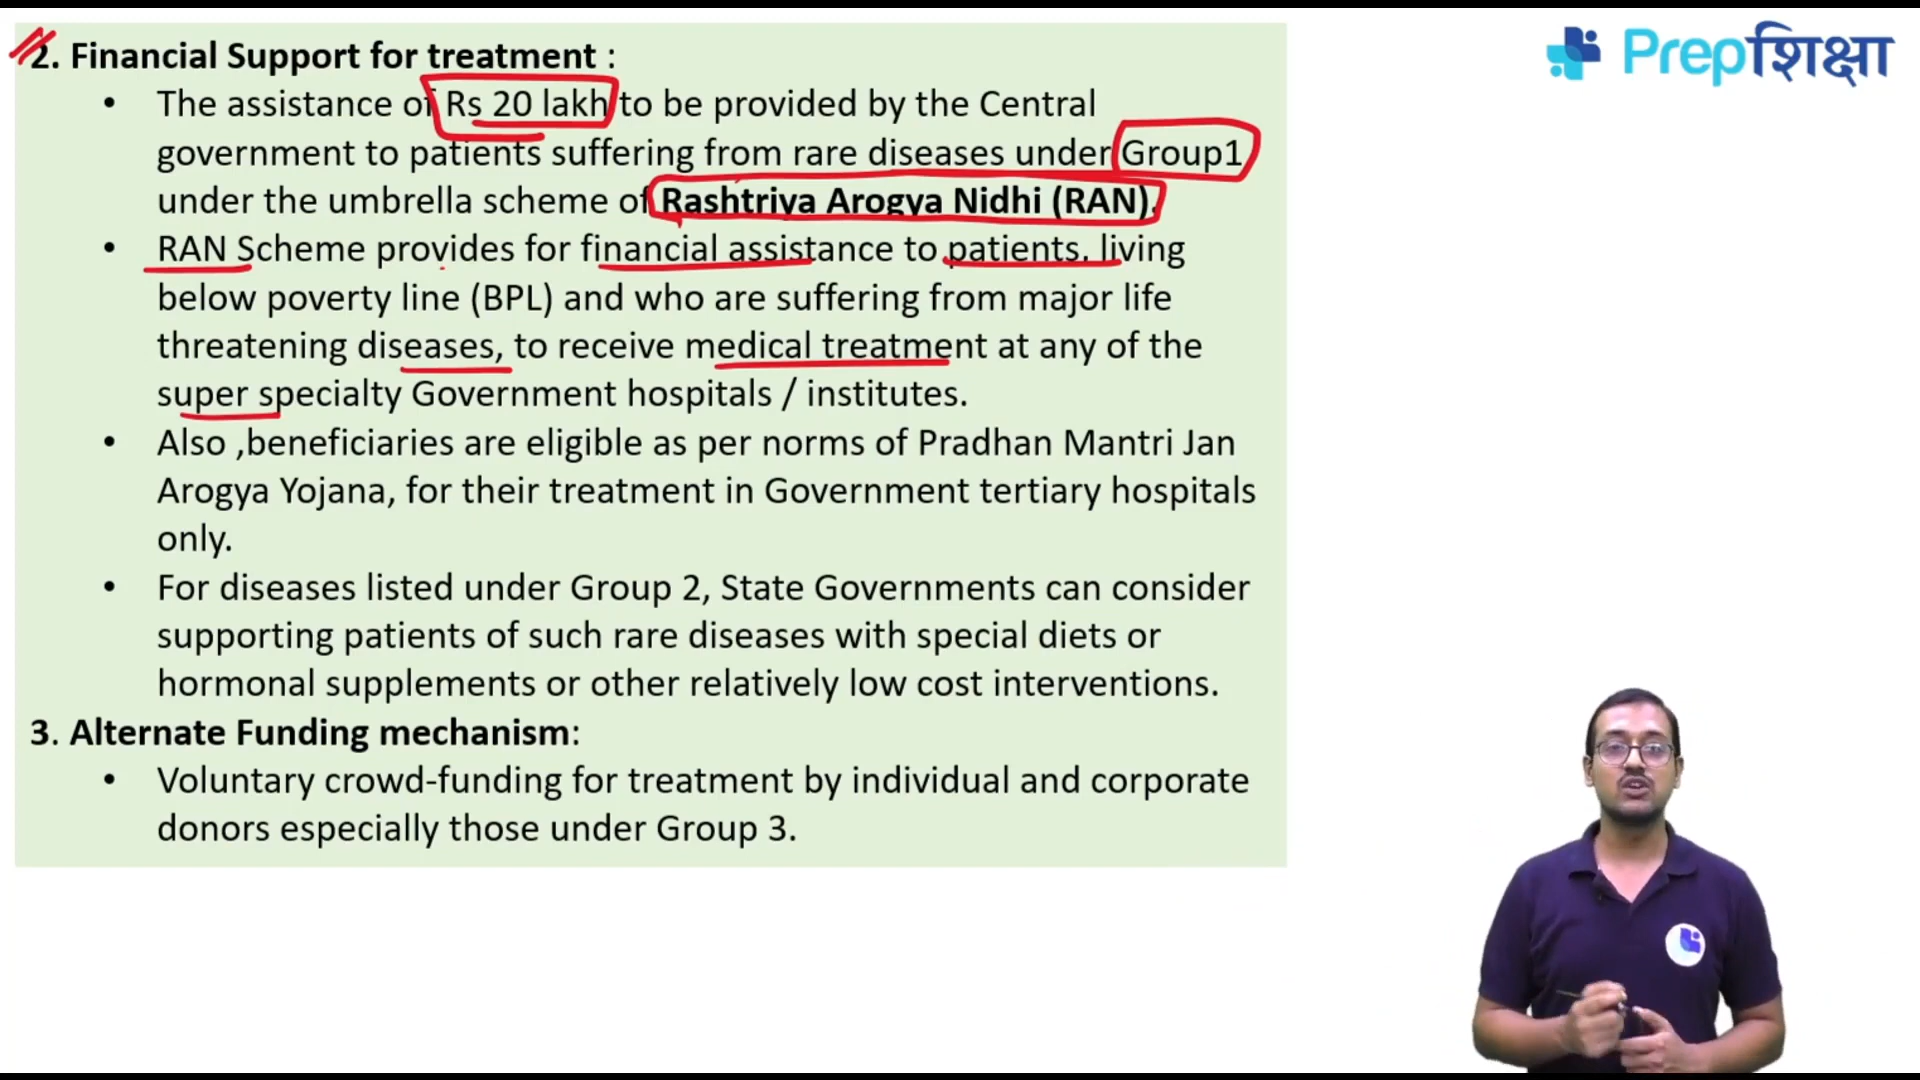 2. Financial Support for treatment :
• The assistance of Rs 20 lakh to be provided by the Central
government to patients suffering from rare diseases under Group1
under the umbrella scheme of Rashtriya Arogya Nidhi (RAN).
• RAN Scheme provides for financial assistance to patients, living
below poverty line (BPL) and who are suffering from major life
threatening diseases, to receive medical treatment at any of the
super specialty Government hospitals / institutes.
• Also ,beneficiaries are eligible as per norms of Pradhan Mantri Jan
Arogya Yojana, for their treatment in Government tertiary hospitals
only.
• For diseases listed under Group 2, State Governments can consider
supporting patients of such rare diseases with special diets or
hormonal supplements or other relatively low cost interventions.
3. Alternate Funding mechanism:
• Voluntary crowd-funding for treatment by individual and corporate
donors especially those under Group 3.
Prepशिक्षा